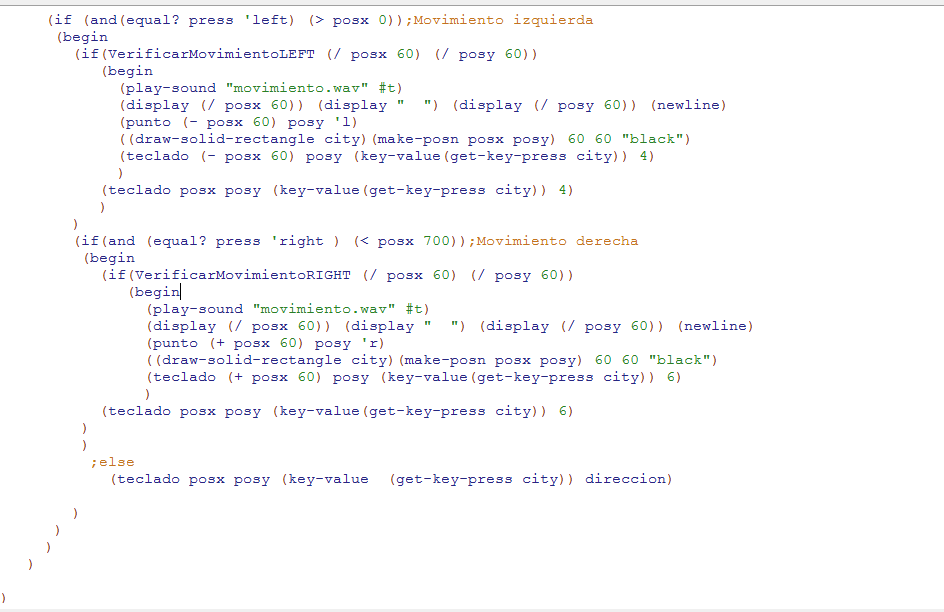 (if (and(equal? press 'left) (> posx 0));Movimiento izquierda
(begin
(if(VerificarMovimientoLEFT (/ posx 60) (/ posy 60))
(begin
(play-sound "movimiento.wav" #t)
(display (/ posx 60)) (display "  ") (display (/ posy 60)) (newline)
(punto (- posx 60) posy 'l)
((draw-solid-rectangle city)(make-posn posx posy) 60 60 "black")
(teclado (- posx 60) posy (key-value(get-key-press city)) 4)
)
(teclado posx posy (key-value(get-key-press city)) 4)
)
)
(if(and (equal? press 'right ) (< posx 700));Movimiento derecha
(begin
(if(VerificarMovimientoRIGHT (/ posx 60) (/ posy 60))
(begin
(play-sound "movimiento.wav" #t)
(display (/ posx 60)) (display "  ") (display (/ posy 60)) (newline)
(punto (+ posx 60) posy 'r)
((draw-solid-rectangle city)(make-posn posx posy) 60 60 "black")
(teclado (+ posx 60) posy (key-value(get-key-press city)) 6)
)
(teclado posx posy (key-value(get-key-press city)) 6)
)
)
;else
(teclado posx posy (key-value  (get-key-press city)) direccion)
)
)
)
)
)